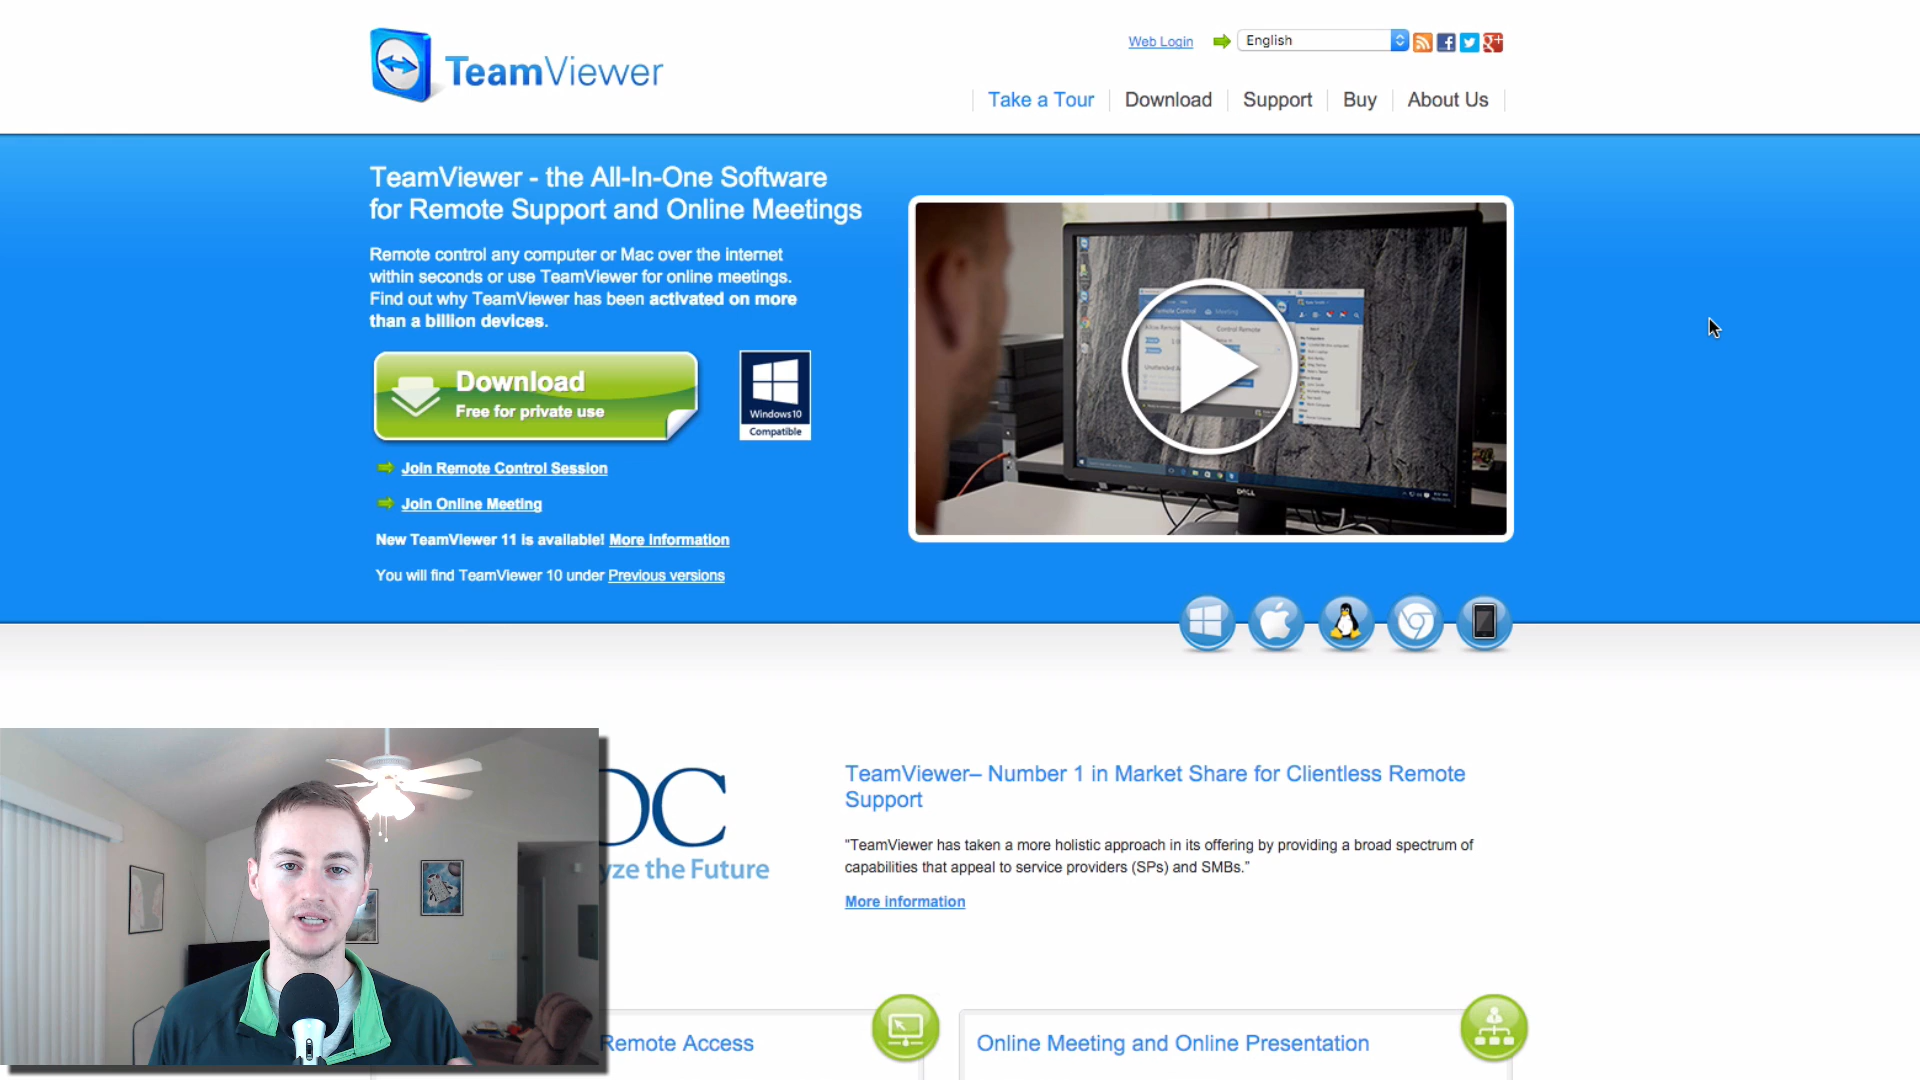 TeamViewer
Web Login
English
Take a Tour
Download
Support
Buy
About Us
TeamViewer - the All-In-One Software
for Remote Support and Online Meetings
Remote control any computer or Mac over the internet
within seconds or use TeamViewer for online meetings.
Find out why TeamViewer has been activated on more
than a billion devices.
Download
Free for private use
Windows10
Compatible
Join Remote Control Session
Join Online Meeting
New TeamViewer 11 is available! More Information
You will find TeamViewer 10 under Previous versions
DELL
yze the Future
TeamViewer– Number 1 in Market Share for Clientless Remote
Support
"TeamViewer has taken a more holistic approach in its offering by providing a broad spectrum of
capabilities that appeal to service providers (SPs) and SMBs."
More information
Remote Access
Online Meeting and Online Presentation